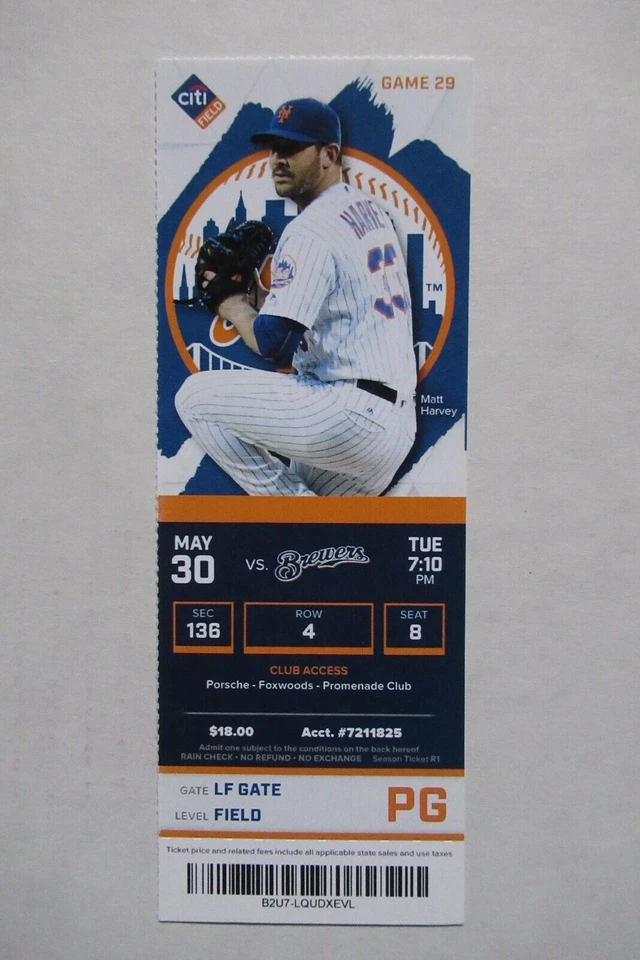 citi
FIELD
GAME 29
HARVE
33
TM
Matt
Harvey
MAY
30
VS. Brewers
TUE
7:10
PM
SEC
136
ROW
4
SEAT
8
CLUB ACCESS
Porsche - Foxwoods - Promenade Club
$18.00 Acct. #7211825
Admit one subject to the conditions on the back hereof
RAIN CHECK • NO REFUND • NO EXCHANGE Season Ticket R1
GATE LF GATE
LEVEL FIELD
PG
Ticket price and related fees include all applicable state sales and use taxes
B2U7-LQUDXEVL